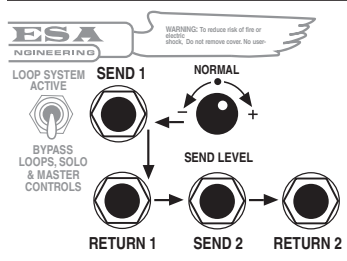 ESA
NGINEERING
WARNING: To reduce risk of fire or
electric
shock, Do not remove cover. No user-
LOOP SYSTEM
ACTIVE
SEND 1
NORMAL
– +
BYPASS
LOOPS, SOLO
& MASTER
CONTROLS
SEND LEVEL
RETURN 1
SEND 2
RETURN 2